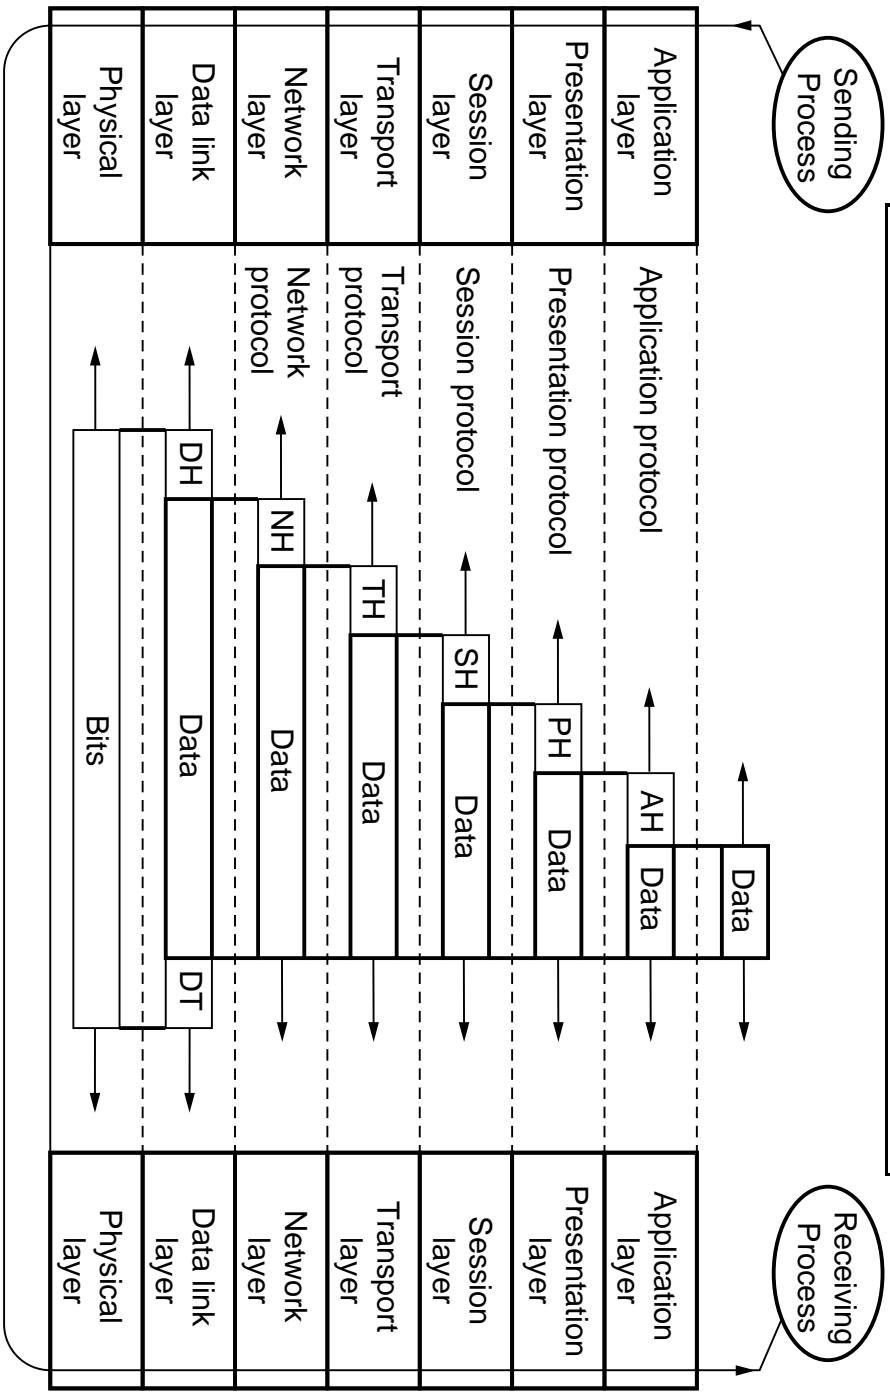 Sending
Process
Receiving
Process
Data
Application
layer
Application protocol
AH
Data
Application
layer
Presentation
layer
Presentation protocol
PH
Data
Presentation
layer
Session
layer
Session protocol
SH
Data
Session
layer
Transport
layer
Transport
protocol
TH
Data
Transport
layer
Network
layer
Network
protocol
NH
Data
Network
layer
Data link
layer
DH
Data
DT
Data link
layer
Physical
layer
Bits
Physical
layer